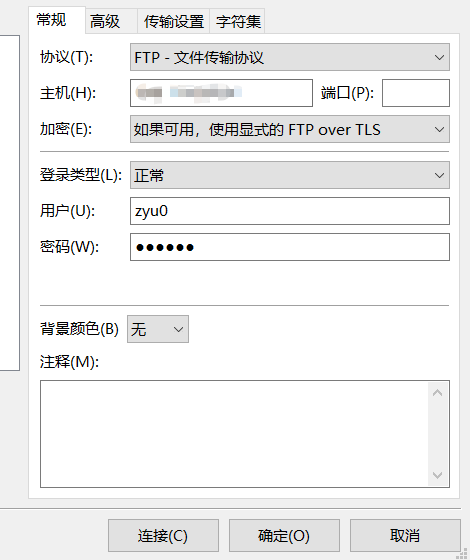 常规 高级 传输设置 字符集
协议(T): FTP - 文件传输协议
主机(H): 端口(P):
加密(E): 如果可用，使用显式的 FTP over TLS
登录类型(L): 正常
用户(U): zyu0
密码(W): ●●●●●●
背景颜色(B) 无
注释(M):
连接(C) 确定(O) 取消